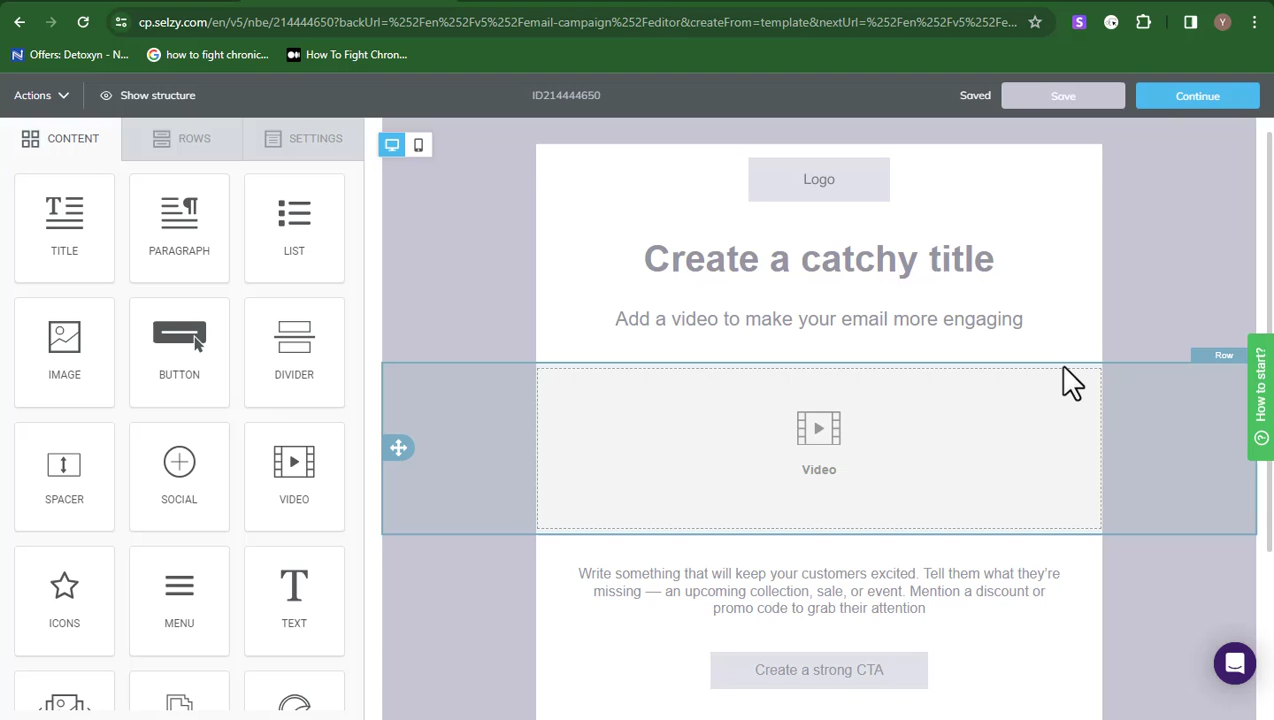 cp.selzy.com/en/v5/nbe/214444650?backUrl=%252Fen%252Fv5%252Femail-campaign%252Feditor&createFrom=template&nextUrl=%252Fen%252Fv5%252Fe...
S
Y
N Offers: Detoxyn - N...
how to fight chronic...
How To Fight Chron...
Actions
Show structure
ID214444650
Saved
Save
Continue
CONTENT
ROWS
SETTINGS
TITLE
PARAGRAPH
LIST
IMAGE
BUTTON
DIVIDER
SPACER
SOCIAL
VIDEO
ICONS
MENU
TEXT
Logo
Create a catchy title
Add a video to make your email more engaging
Row
Video
Write something that will keep your customers excited. Tell them what they're
missing — an upcoming collection, sale, or event. Mention a discount or
promo code to grab their attention
Create a strong CTA
? How to start?